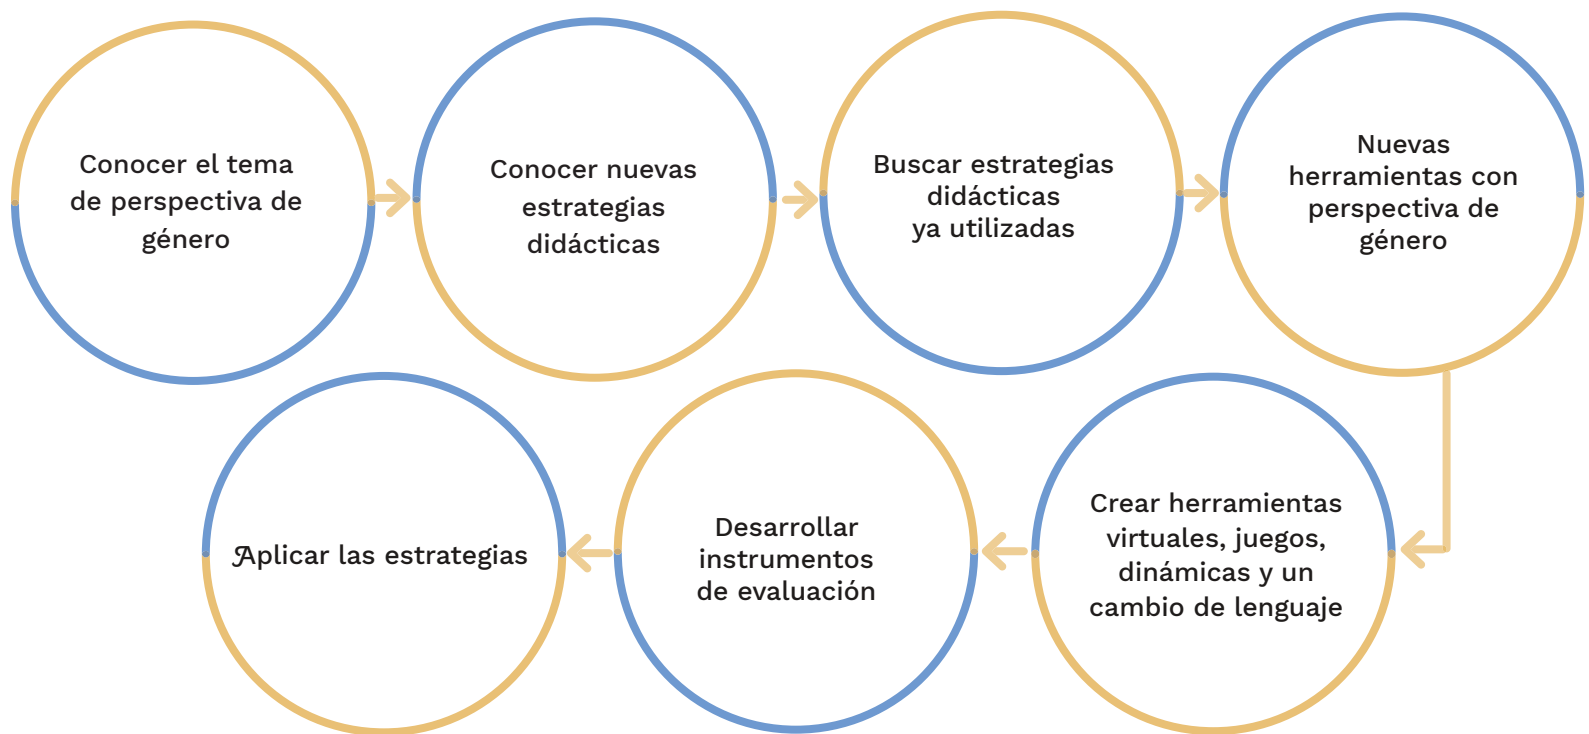 Conocer el tema
de perspectiva de
género
Conocer nuevas
estrategias
didácticas
Buscar estrategias
didácticas
ya utilizadas
Nuevas
herramientas con
perspectiva de
género
Crear herramientas
virtuales, juegos,
dinámicas y un
cambio de lenguaje
Desarrollar
instrumentos
de evaluación
Aplicar las estrategias